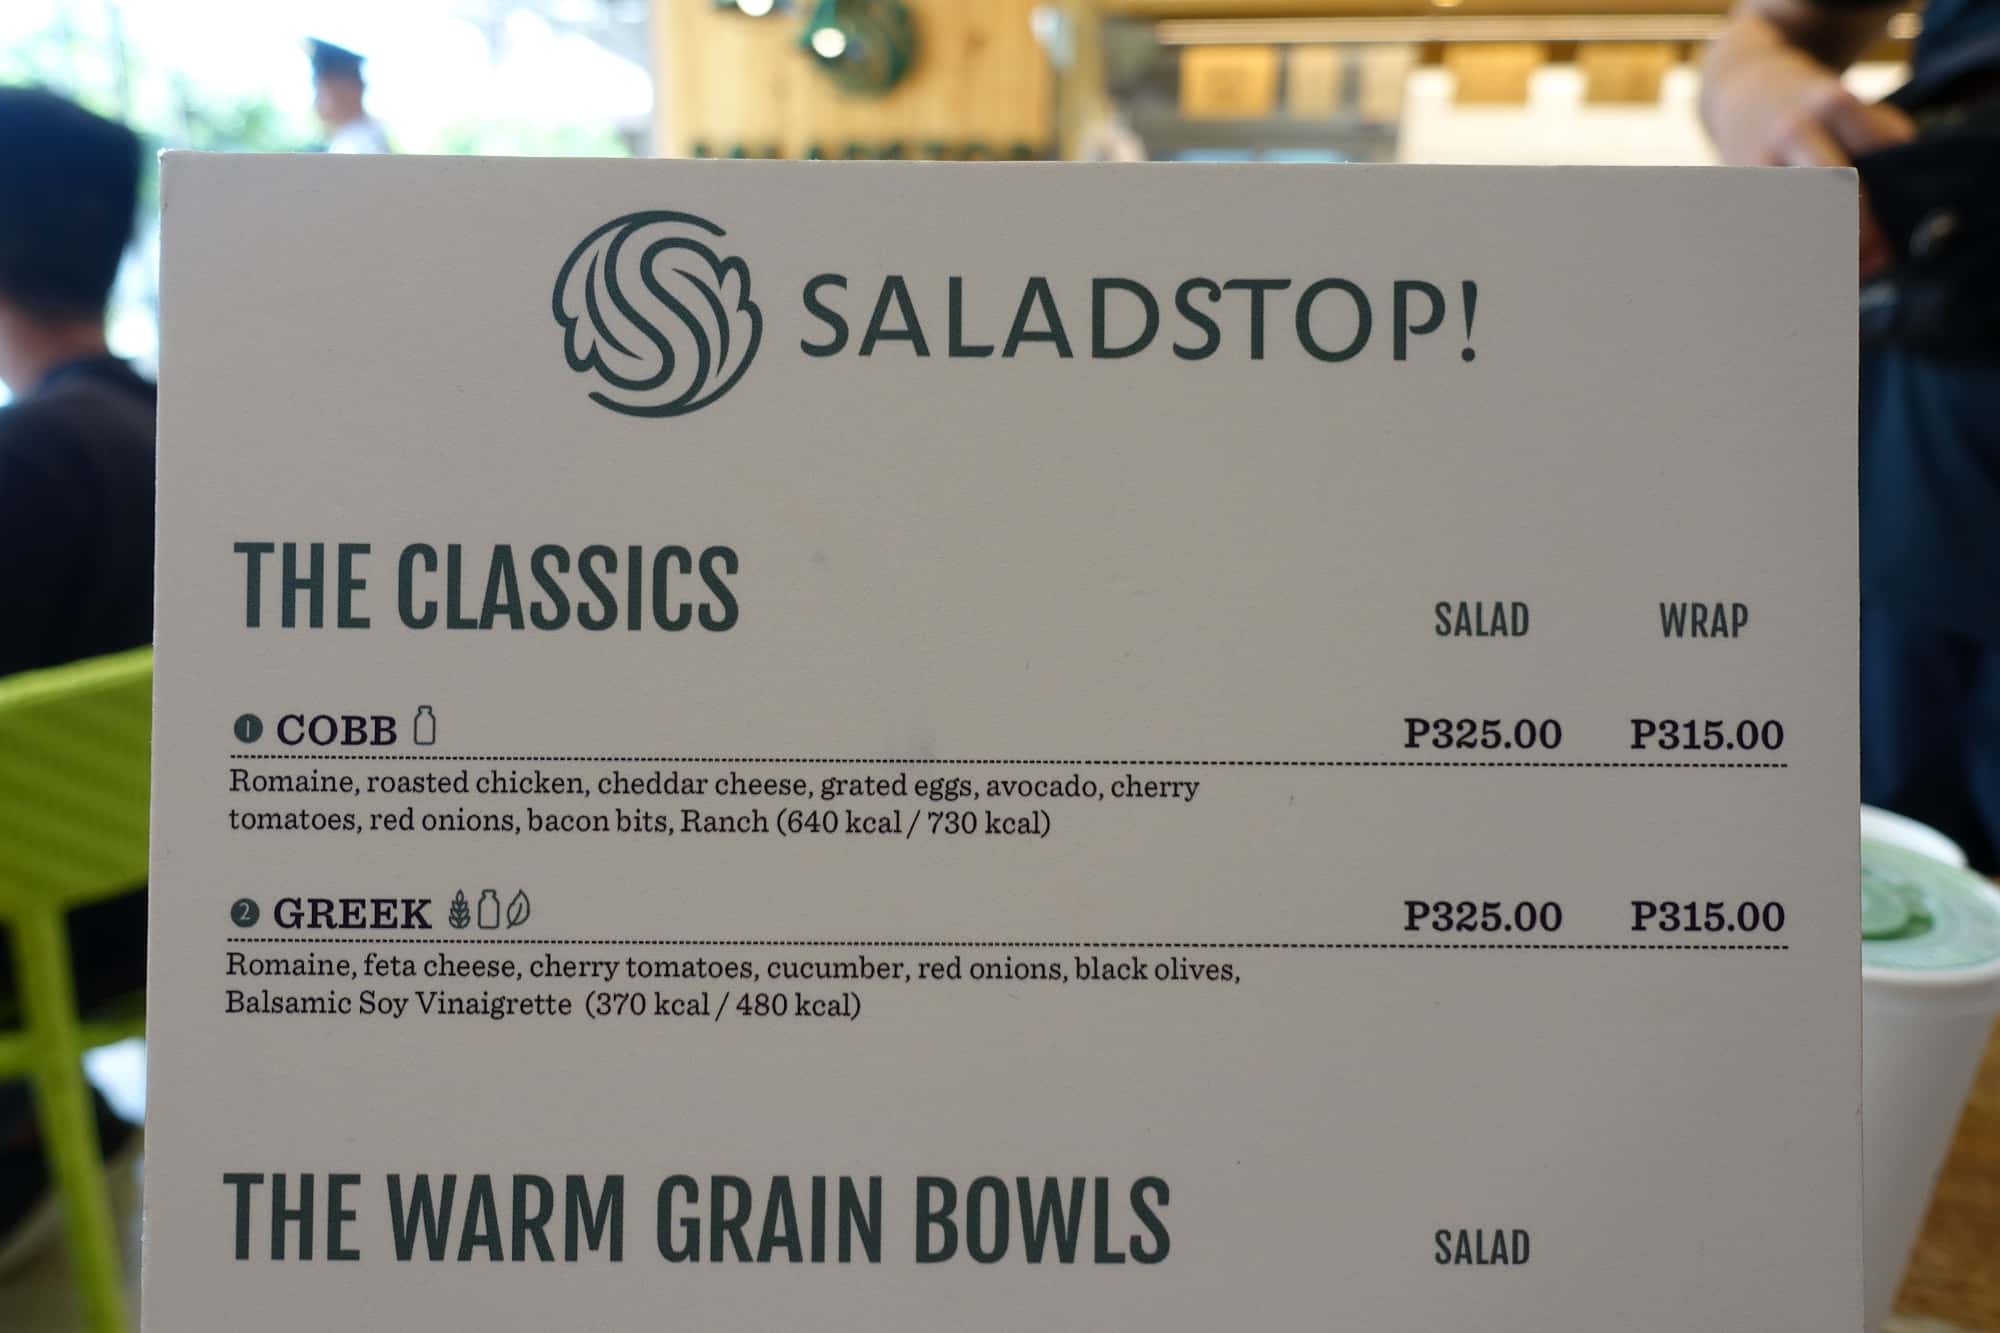 SALADSTOP!
THE CLASSICS
SALAD WRAP
1 COBB P325.00 P315.00
Romaine, roasted chicken, cheddar cheese, grated eggs, avocado, cherry
tomatoes, red onions, bacon bits, Ranch (640 kcal / 730 kcal)
2 GREEK P325.00 P315.00
Romaine, feta cheese, cherry tomatoes, cucumber, red onions, black olives,
Balsamic Soy Vinaigrette (370 kcal / 480 kcal)
THE WARM GRAIN BOWLS
SALAD